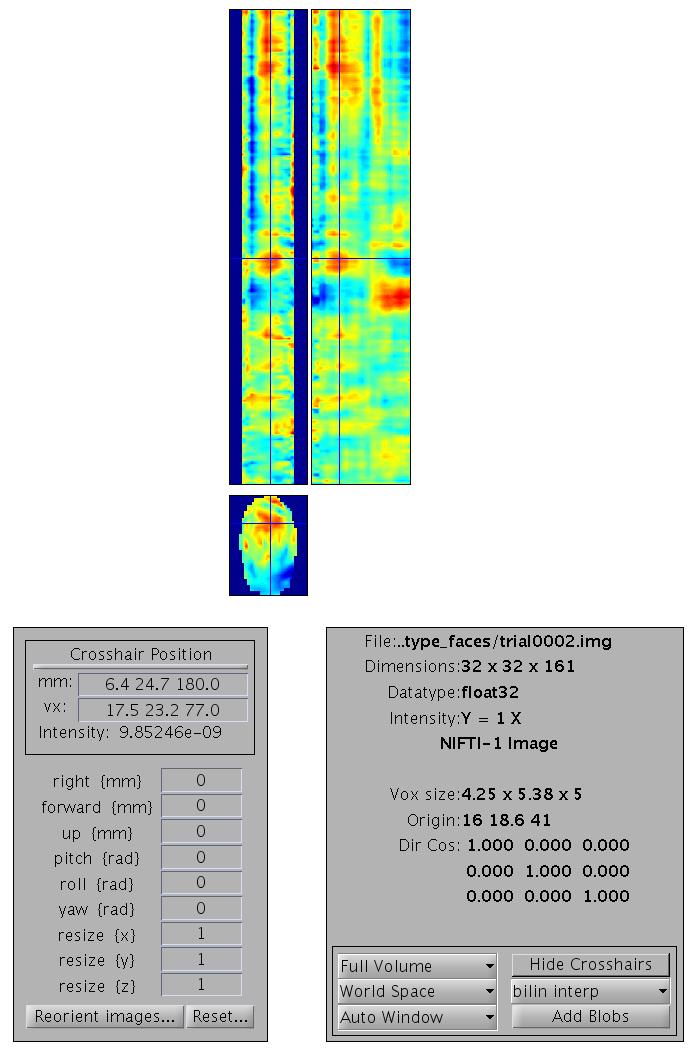 Crosshair Position
mm: 6.4 24.7 180.0
vx: 17.5 23.2 77.0
Intensity: 9.85246e-09
right {mm} 0
forward {mm} 0
up {mm} 0
pitch {rad} 0
roll {rad} 0
yaw {rad} 0
resize {x} 1
resize {y} 1
resize {z} 1
Reorient images... Reset...
File:..type_faces/trial0002.img
Dimensions:32 x 32 x 161
Datatype:float32
Intensity:Y = 1 X
NIFTI-1 Image
Vox size:4.25 x 5.38 x 5
Origin:16 18.6 41
Dir Cos: 1.000 0.000 0.000
0.000 1.000 0.000
0.000 0.000 1.000
Full Volume Hide Crosshairs
World Space bilin interp
Auto Window Add Blobs